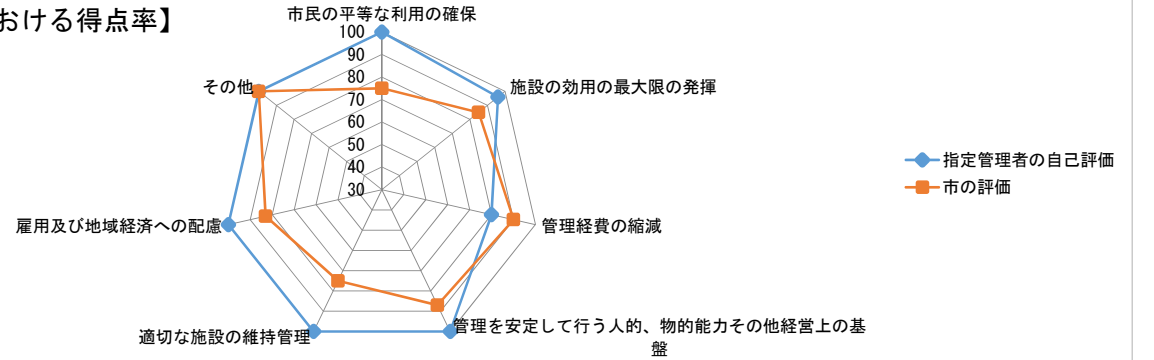 おける得点率】
市民の平等な利用の確保
100
90
80
70
60
50
40
30
施設の効用の最大限の発揮
管理経費の縮減
管理を安定して行う人的、物的能力その他経営上の基
盤
適切な施設の維持管理
雇用及び地域経済への配慮
その他
指定管理者の自己評価
市の評価